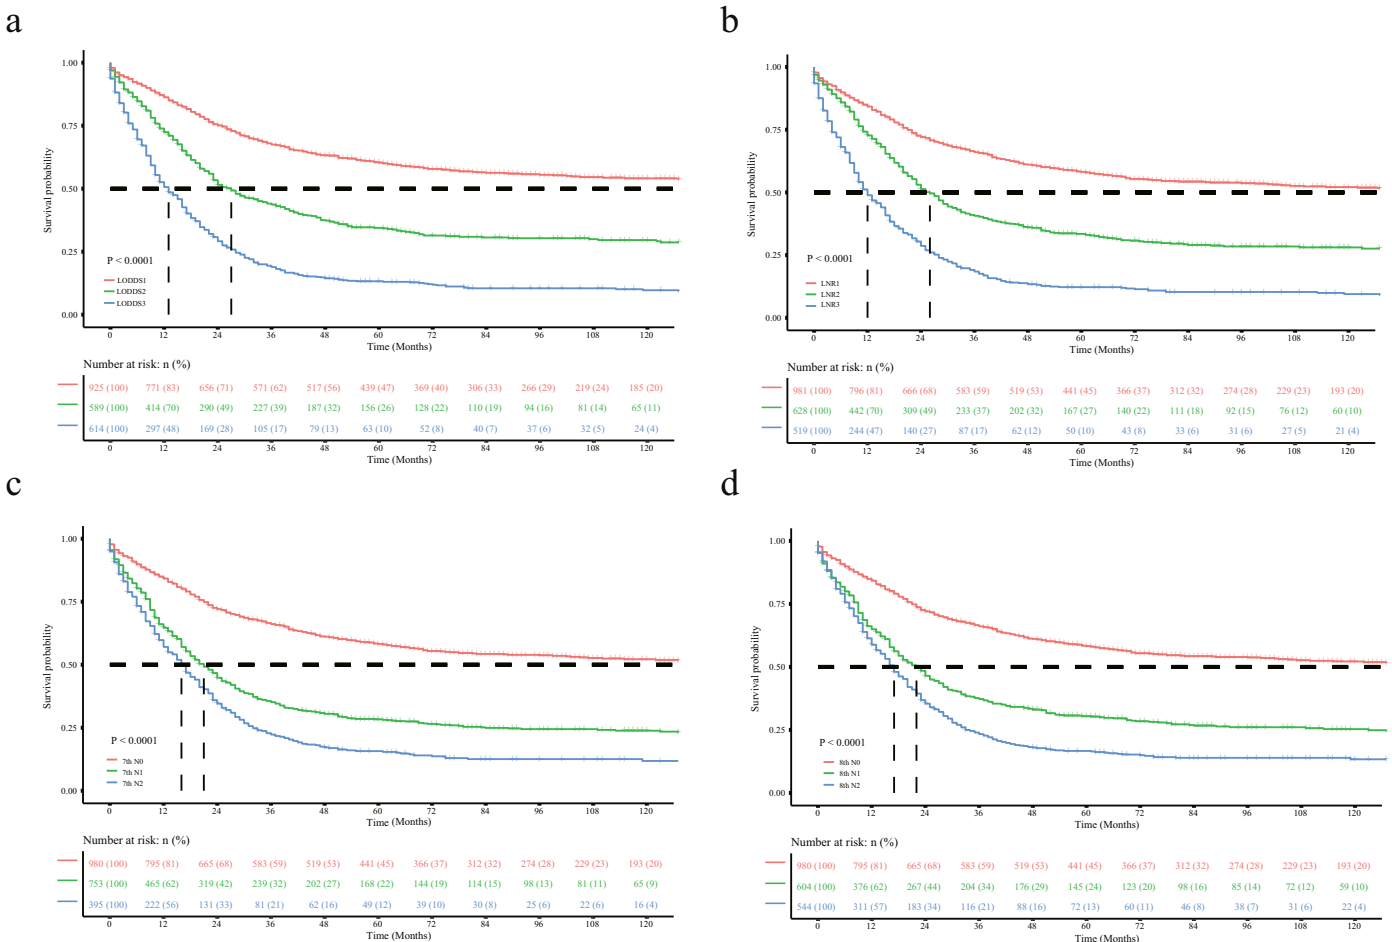 a
1.00
0.75
0.50
0.25
0.00
Survival probability
P < 0.0001
LODDS1
LODDS2
LODDS3
0 12 24 36 48 60 72 84 96 108 120
Time (Months)
Number at risk: n (%)
925 (100) 771 (83) 656 (71) 571 (62) 517 (56) 439 (47) 369 (40) 306 (33) 266 (29) 219 (24) 185 (20)
589 (100) 414 (70) 290 (49) 227 (39) 187 (32) 156 (26) 128 (22) 110 (19) 94 (16) 81 (14) 65 (11)
614 (100) 297 (48) 169 (28) 105 (17) 79 (13) 63 (10) 52 (8) 40 (7) 37 (6) 32 (5) 24 (4)
0 12 24 36 48 60 72 84 96 108 120
Time (Months)
b
1.00
0.75
0.50
0.25
0.00
Survival probability
P < 0.0001
LNR1
LNR2
LNR3
0 12 24 36 48 60 72 84 96 108 120
Time (Months)
Number at risk: n (%)
981 (100) 796 (81) 666 (68) 583 (59) 519 (53) 441 (45) 366 (37) 312 (32) 274 (28) 229 (23) 193 (20)
628 (100) 442 (70) 309 (49) 233 (37) 202 (32) 167 (27) 140 (22) 111 (18) 92 (15) 76 (12) 60 (10)
519 (100) 244 (47) 140 (27) 87 (17) 62 (12) 50 (10) 43 (8) 33 (6) 31 (6) 27 (5) 21 (4)
0 12 24 36 48 60 72 84 96 108 120
Time (Months)
c
1.00
0.75
0.50
0.25
0.00
Survival probability
P < 0.0001
7th N0
7th N1
7th N2
0 12 24 36 48 60 72 84 96 108 120
Time (Months)
Number at risk: n (%)
980 (100) 795 (81) 665 (68) 583 (59) 519 (53) 441 (45) 366 (37) 312 (32) 274 (28) 229 (23) 193 (20)
753 (100) 465 (62) 319 (42) 239 (32) 202 (27) 168 (22) 144 (19) 114 (15) 98 (13) 81 (11) 65 (9)
395 (100) 222 (56) 131 (33) 81 (21) 62 (16) 49 (12) 39 (10) 30 (8) 25 (6) 22 (6) 16 (4)
0 12 24 36 48 60 72 84 96 108 120
Time (Months)
d
1.00
0.75
0.50
0.25
0.00
Survival probability
P < 0.0001
8th N0
8th N1
8th N2
0 12 24 36 48 60 72 84 96 108 120
Time (Months)
Number at risk: n (%)
980 (100) 795 (81) 665 (68) 583 (59) 519 (53) 441 (45) 366 (37) 312 (32) 274 (28) 229 (23) 193 (20)
604 (100) 376 (62) 267 (44) 204 (34) 176 (29) 145 (24) 123 (20) 98 (16) 85 (14) 72 (12) 59 (10)
544 (100) 311 (57) 183 (34) 116 (21) 88 (16) 72 (13) 60 (11) 46 (8) 38 (7) 31 (6) 22 (4)
0 12 24 36 48 60 72 84 96 108 120
Time (Months)